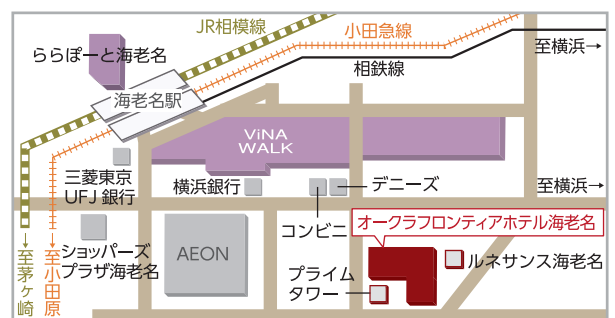 JR相模線
小田急線
ららぽーと海老名
至横浜→
相鉄線
海老名駅
ViNA
WALK
三菱東京
UFJ 銀行
横浜銀行
デニーズ
至横浜→
コンビニ
オークラフロンティアホテル海老名
ショッパーズ
プラザ海老名
AEON
ルネサンス海老名
プライム
タワー
→至茅ヶ崎
→至小田原